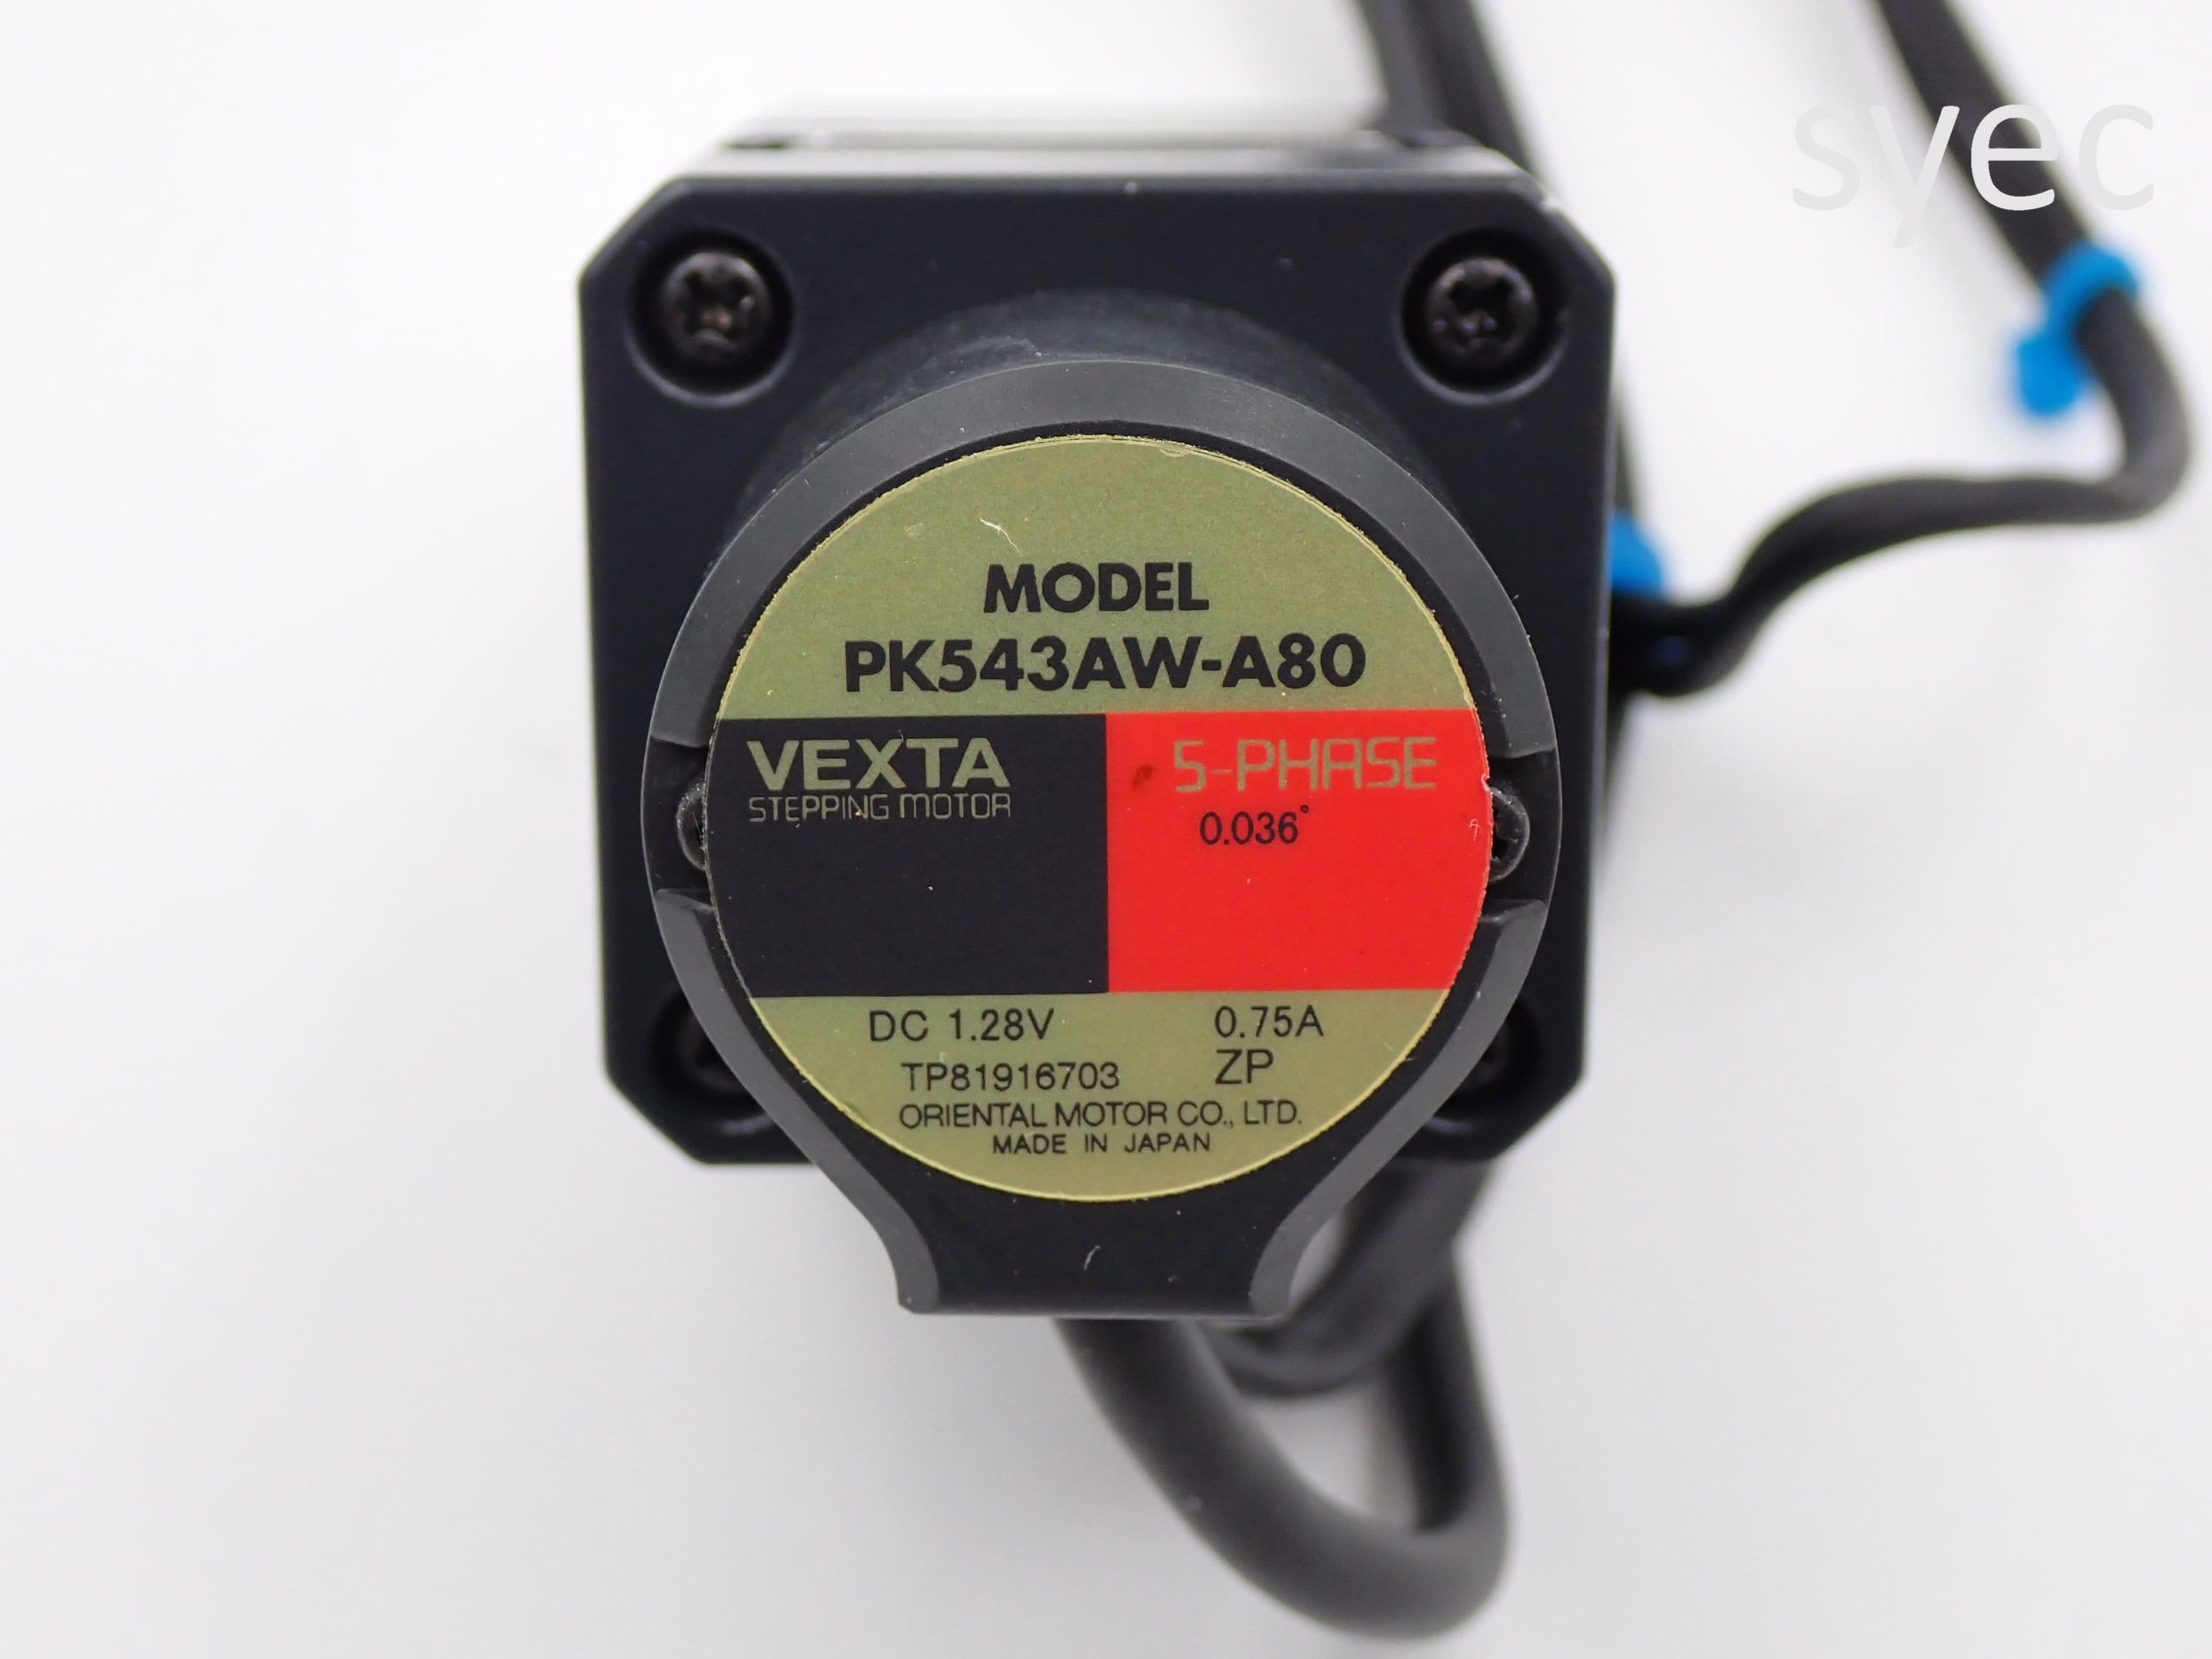 syec
MODEL
PK543AW-A80
VEXTA
STEPPING MOTOR
5-PHASE
0.036°
DC 1.28V 0.75A
TP81916703 ZP
ORIENTAL MOTOR CO., LTD.
MADE IN JAPAN